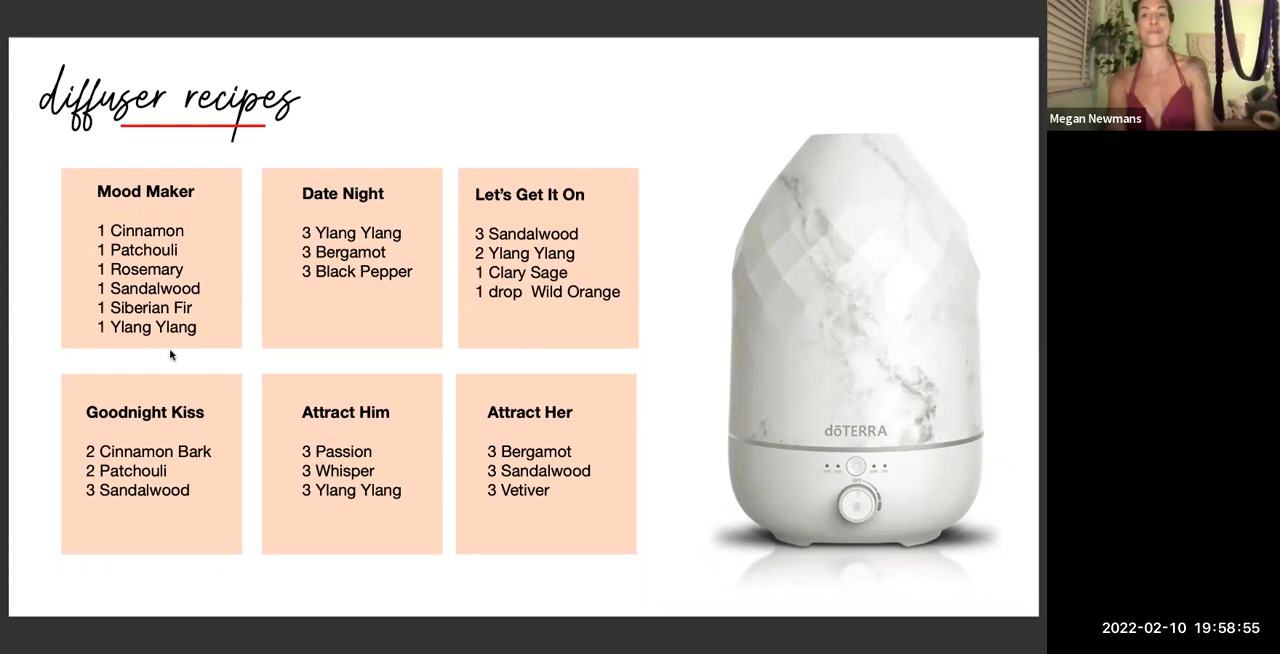 diffuser recipes
Megan Newmans
Mood Maker
1 Cinnamon
1 Patchouli
1 Rosemary
1 Sandalwood
1 Siberian Fir
1 Ylang Ylang
Date Night
3 Ylang Ylang
3 Bergamot
3 Black Pepper
Let's Get It On
3 Sandalwood
2 Ylang Ylang
1 Clary Sage
1 drop  Wild Orange
Goodnight Kiss
2 Cinnamon Bark
2 Patchouli
3 Sandalwood
Attract Him
3 Passion
3 Whisper
3 Ylang Ylang
Attract Her
3 Bergamot
3 Sandalwood
3 Vetiver
dōTERRA
OFF
2022-02-10 19:58:55